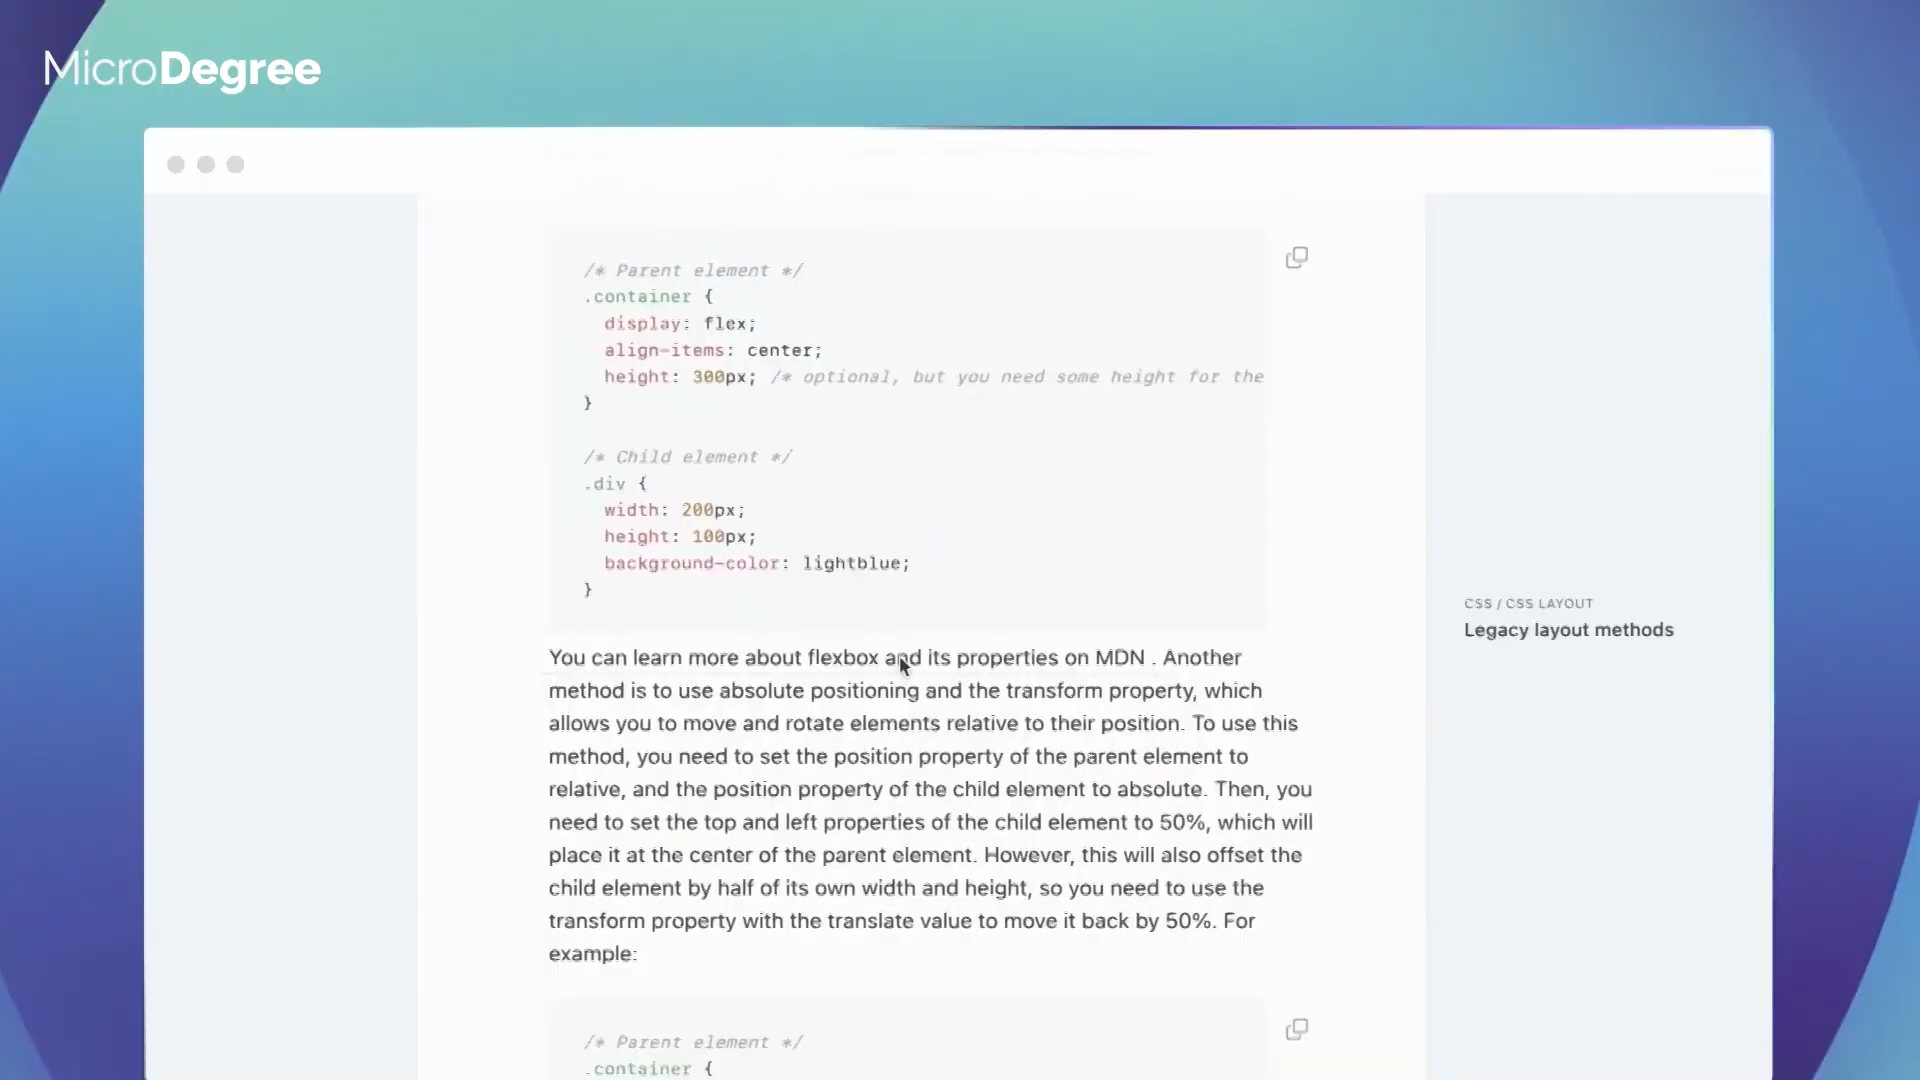 MicroDegree
/* Parent element */
.container {
display: flex;
align-items: center;
height: 300px; /* optional, but you need some height for the
}
/* Child element */
.div {
width: 200px;
height: 100px;
background-color: lightblue;
}
CSS / CSS LAYOUT
Legacy layout methods
You can learn more about flexbox and its properties on MDN . Another
method is to use absolute positioning and the transform property, which
allows you to move and rotate elements relative to their position. To use this
method, you need to set the position property of the parent element to
relative, and the position property of the child element to absolute. Then, you
need to set the top and left properties of the child element to 50%, which will
place it at the center of the parent element. However, this will also offset the
child element by half of its own width and height, so you need to use the
transform property with the translate value to move it back by 50%. For
example:
/* Parent element */
.container {